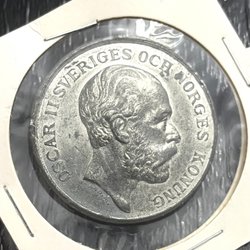 OSCAR II SVERIGES OCH NORGES KONUNG